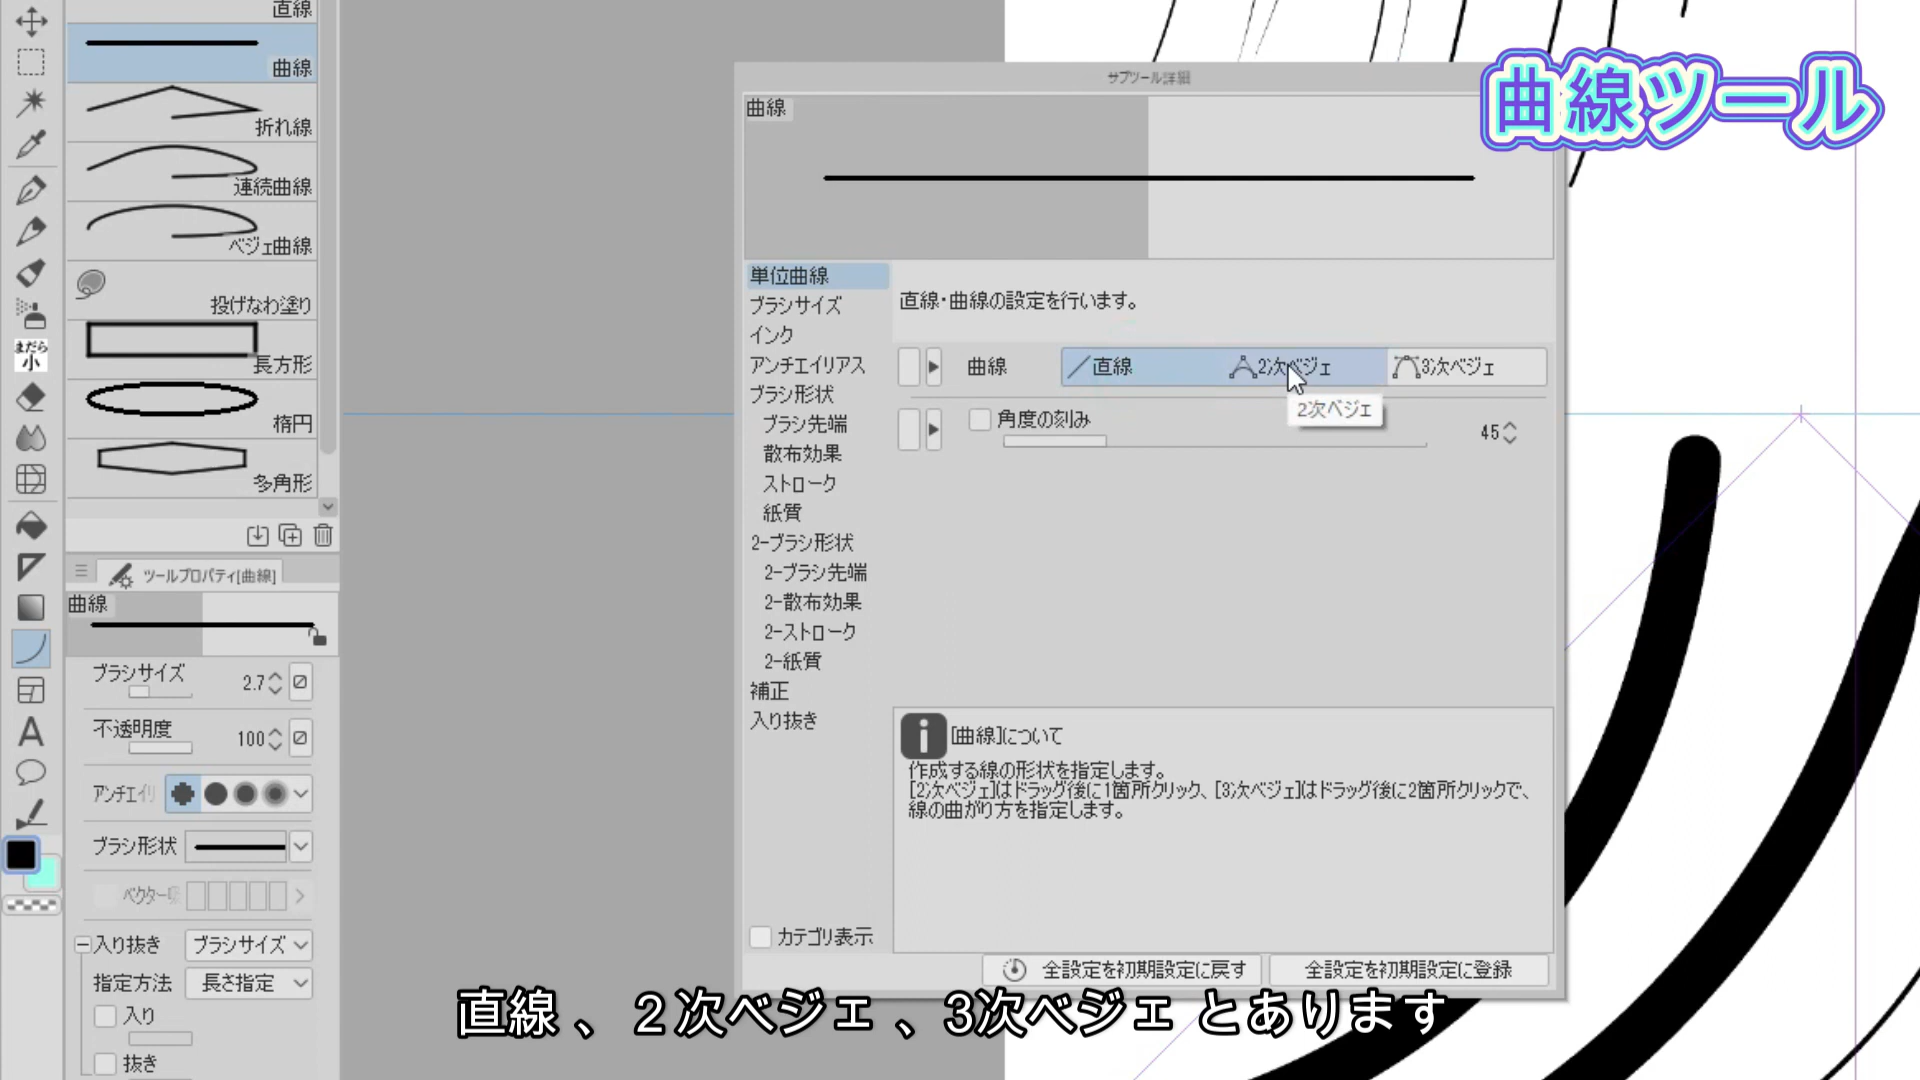 直線
曲線
折れ線
連続曲線
ベジェ曲線
投げなわ塗り
長方形
楕円
多角形
まだら
小
A
ツールプロパティ[曲線]
曲線
ブラシサイズ 2.7
不透明度 100
アンチエイリ
ブラシ形状
ベクター
入り抜き ブラシサイズ
指定方法 長さ指定
入り
抜き
サブツール詳細
曲線
単位曲線
ブラシサイズ
インク
アンチエイリアス
ブラシ形状
ブラシ先端
散布効果
ストローク
紙質
2-ブラシ形状
2-ブラシ先端
2-散布効果
2-ストローク
2-紙質
補正
入り抜き
カテゴリ表示
直線・曲線の設定を行います。
曲線 直線 2次ベジェ 3次ベジェ
2次ベジェ
角度の刻み 45
[曲線]について
作成する線の形状を指定します。
[2次ベジェ]はドラッグ後に1箇所クリック、[3次ベジェ]はドラッグ後に2箇所クリックで、
線の曲がり方を指定します。
全設定を初期設定に戻す 全設定を初期設定に登録
曲線ツール
直線 、 2次ベジェ 、3次ベジェ とあります